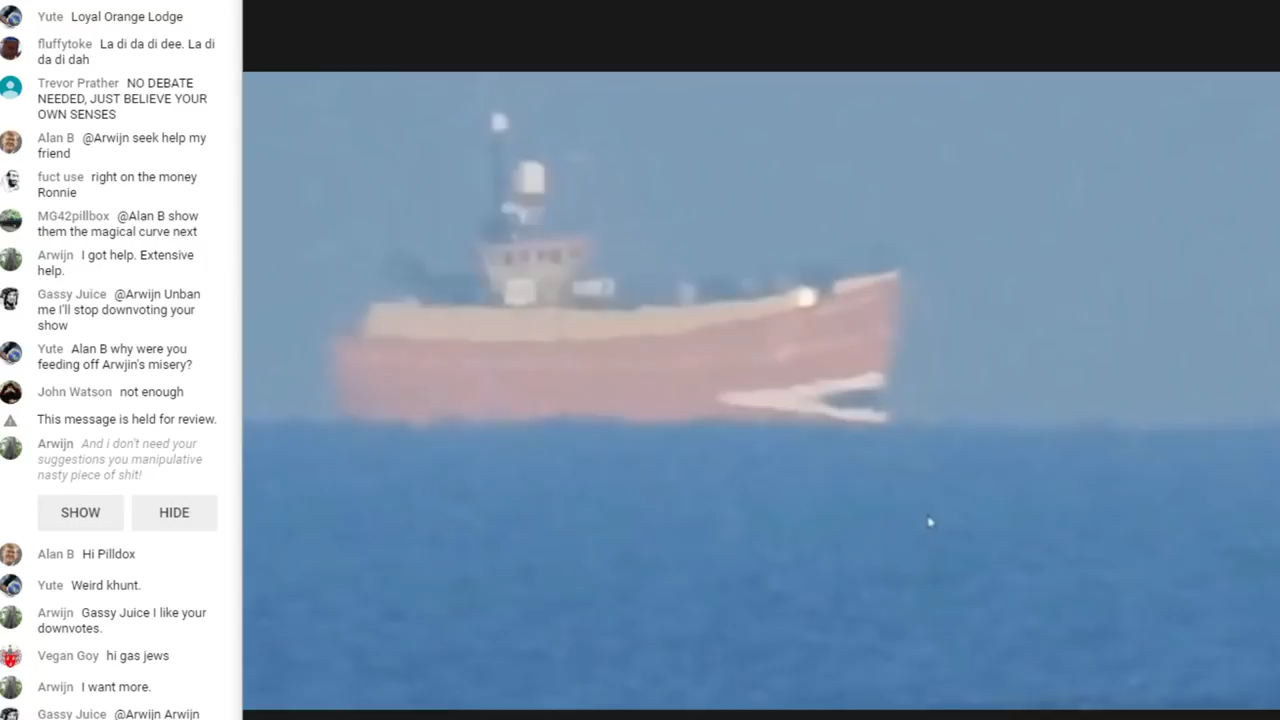 Yute Loyal Orange Lodge
fluffytoke La di da di dee. La di
da di dah
Trevor Prather NO DEBATE
NEEDED, JUST BELIEVE YOUR
OWN SENSES
Alan B @Arwijn seek help my
friend
fuct use right on the money
Ronnie
MG42pillbox @Alan B show
them the magical curve next
Arwijn I got help. Extensive
help.
Gassy Juice @Arwijn Unban
me I'll stop downvoting your
show
Yute Alan B why were you
feeding off Arwjin's misery?
John Watson not enough
This message is held for review.
Arwijn And i don't need your
suggestions you manipulative
nasty piece of shit!
SHOW HIDE
Alan B Hi Pilldox
Yute Weird khunt.
Arwijn Gassy Juice I like your
downvotes.
Vegan Goy hi gas jews
Arwijn I want more.
Gassy Juice @Arwijn Arwijn